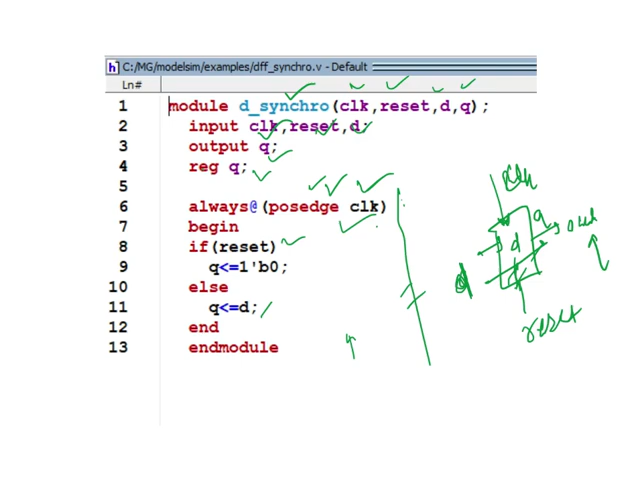 C:/MG/modelsim/examples/dff_synchro.v - Default
Ln#
1 module d_synchro(clk,reset,d,q);
2 input clk,reset,d;
3 output q;
4 reg q;
5
6 always@(posedge clk)
7 begin
8 if(reset)
9 q<=1'b0;
10 else
11 q<=d;
12 end
13 endmodule
clk
q
out
d
d
reset